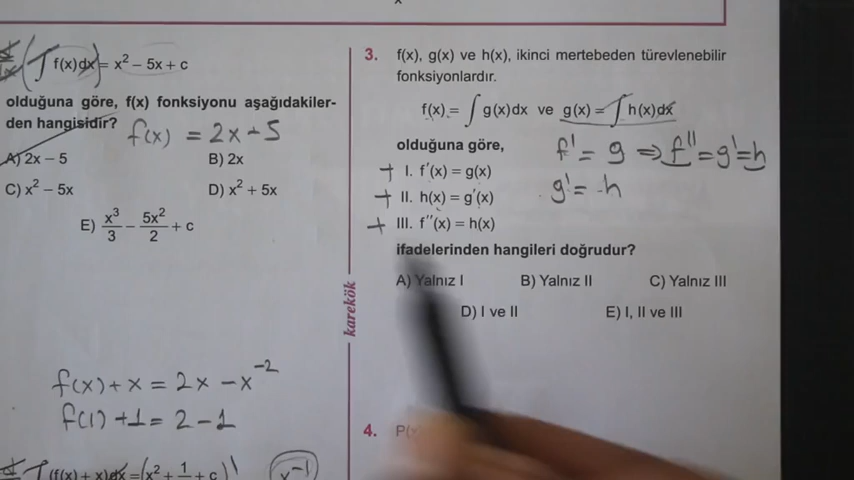 ∫ f(x)dx = x² − 5x + c
olduğuna göre, f(x) fonksiyonu aşağıdakiler-
den hangisidir?
f(x) = 2x − 5
A) 2x − 5
B) 2x
C) x² − 5x
D) x² + 5x
E) x³/3 − 5x²/2 + c
f(x) + x = 2x − x⁻²
f(1) + 1 = 2 − 1
∫ (f(x) + x)dx = (x² + 1/x + c)'
x⁻¹
karekök
3. f(x), g(x) ve h(x), ikinci mertebeden türevlenebilir
fonksiyonlardır.
f(x) = ∫ g(x)dx ve g(x) = ∫ h(x)dx
olduğuna göre,
f' = g ⇒ f'' = g' = h
g' = h
+ I. f'(x) = g(x)
+ II. h(x) = g'(x)
+ III. f''(x) = h(x)
ifadelerinden hangileri doğrudur?
A) Yalnız I
B) Yalnız II
C) Yalnız III
D) I ve II
E) I, II ve III
4. P(